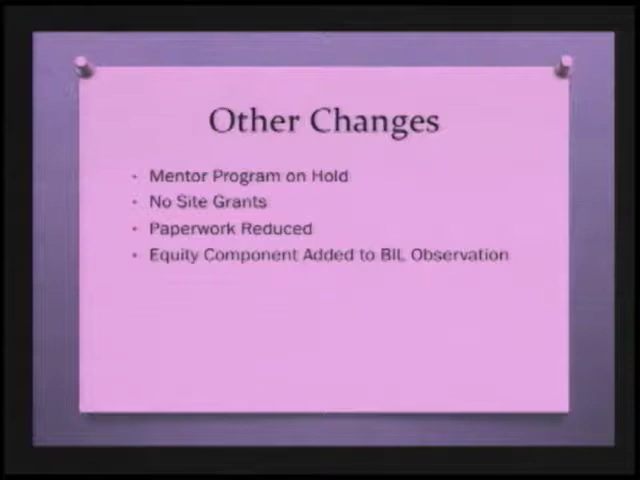 Other Changes
• Mentor Program on Hold
• No Site Grants
• Paperwork Reduced
• Equity Component Added to BIL Observation